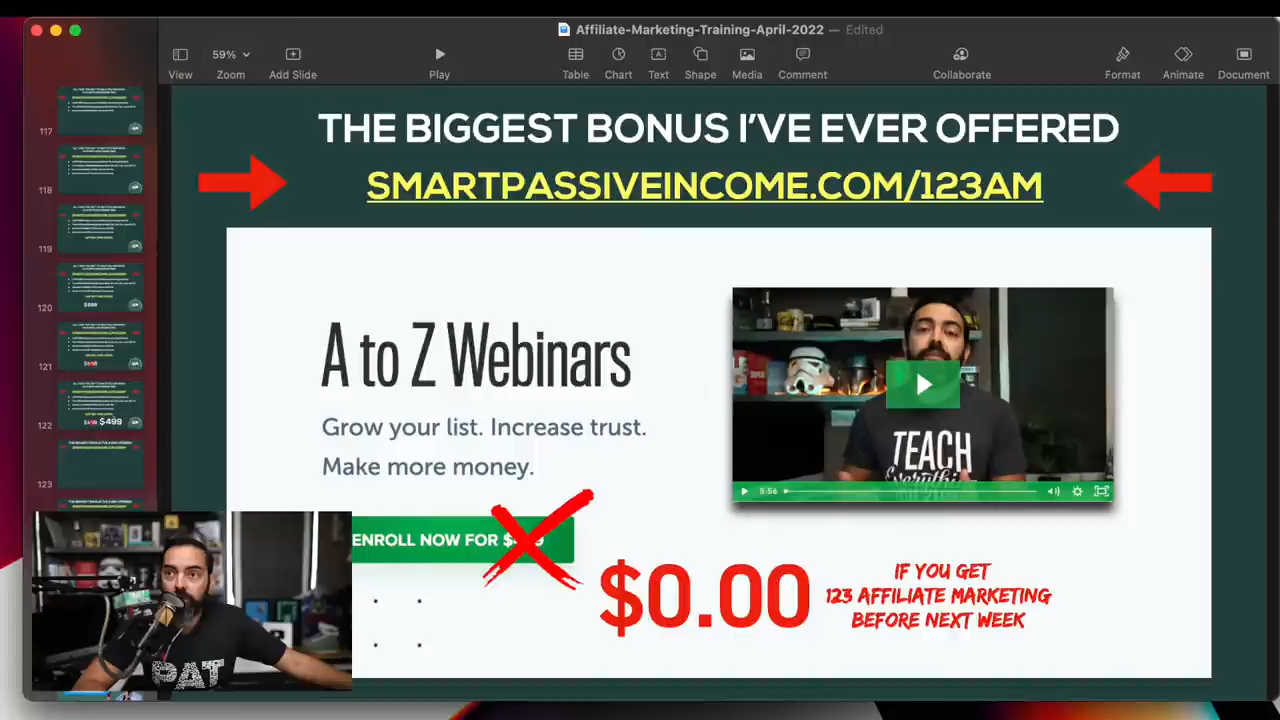 Affiliate-Marketing-Training-April-2022 — Edited
59%
View Zoom Add Slide Play Table Chart Text Shape Media Comment Collaborate Format Animate Document
117
118
119
120
121
122
123
$499
THE BIGGEST BONUS I'VE EVER OFFERED
SMARTPASSIVEINCOME.COM/123AM
A to Z Webinars
Grow your list. Increase trust.
Make more money.
TEACH
Everything
5:56
ENROLL NOW FOR
$0.00
IF YOU GET
123 AFFILIATE MARKETING
BEFORE NEXT WEEK
PAT